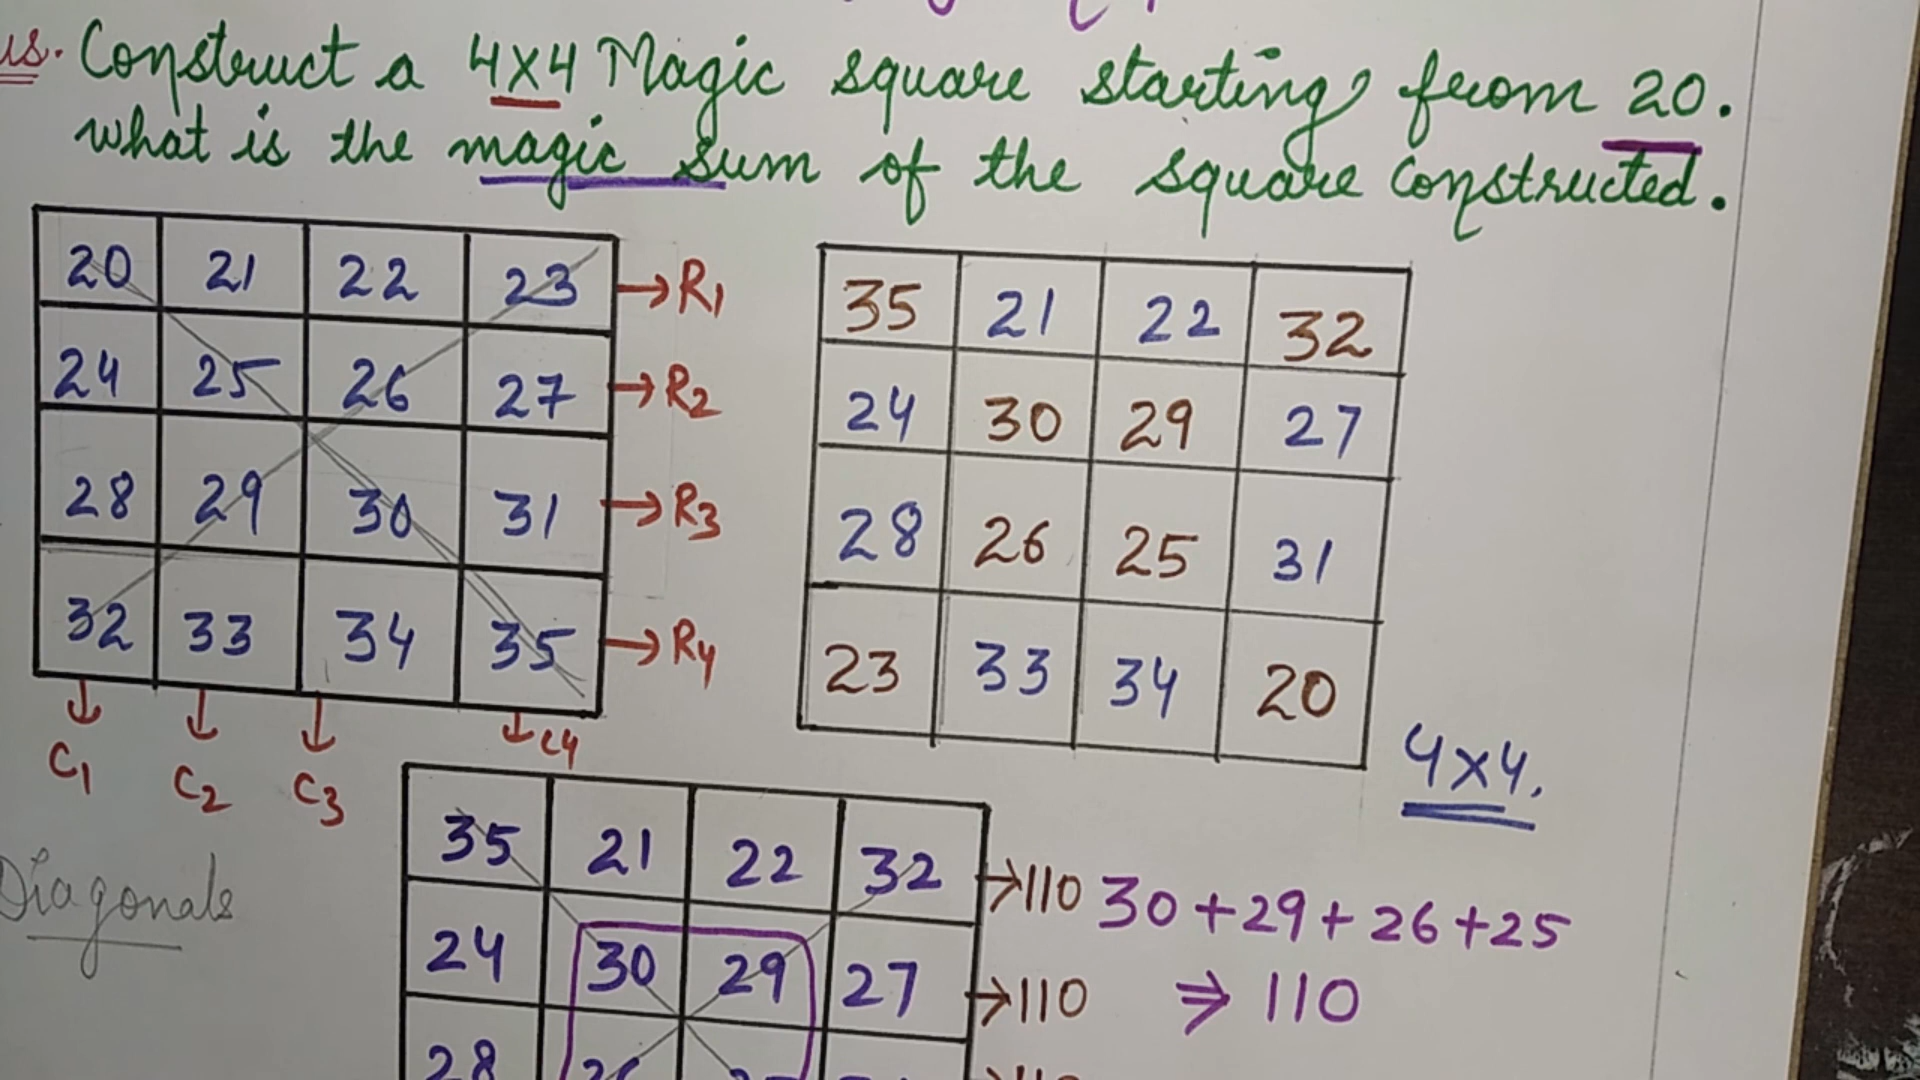 us. Construct a 4x4 Magic square starting from 20.
what is the magic sum of the square constructed.
20 21 22 23 →R1
24 25 26 27 →R2
28 29 30 31 →R3
32 33 34 35 →R4
C1 C2 C3 C4
35 21 22 32
24 30 29 27
28 26 25 31
23 33 34 20
4x4.
Diagonals
35 21 22 32 →110
24 30 29 27 →110
28
30+29+26+25
⇒ 110